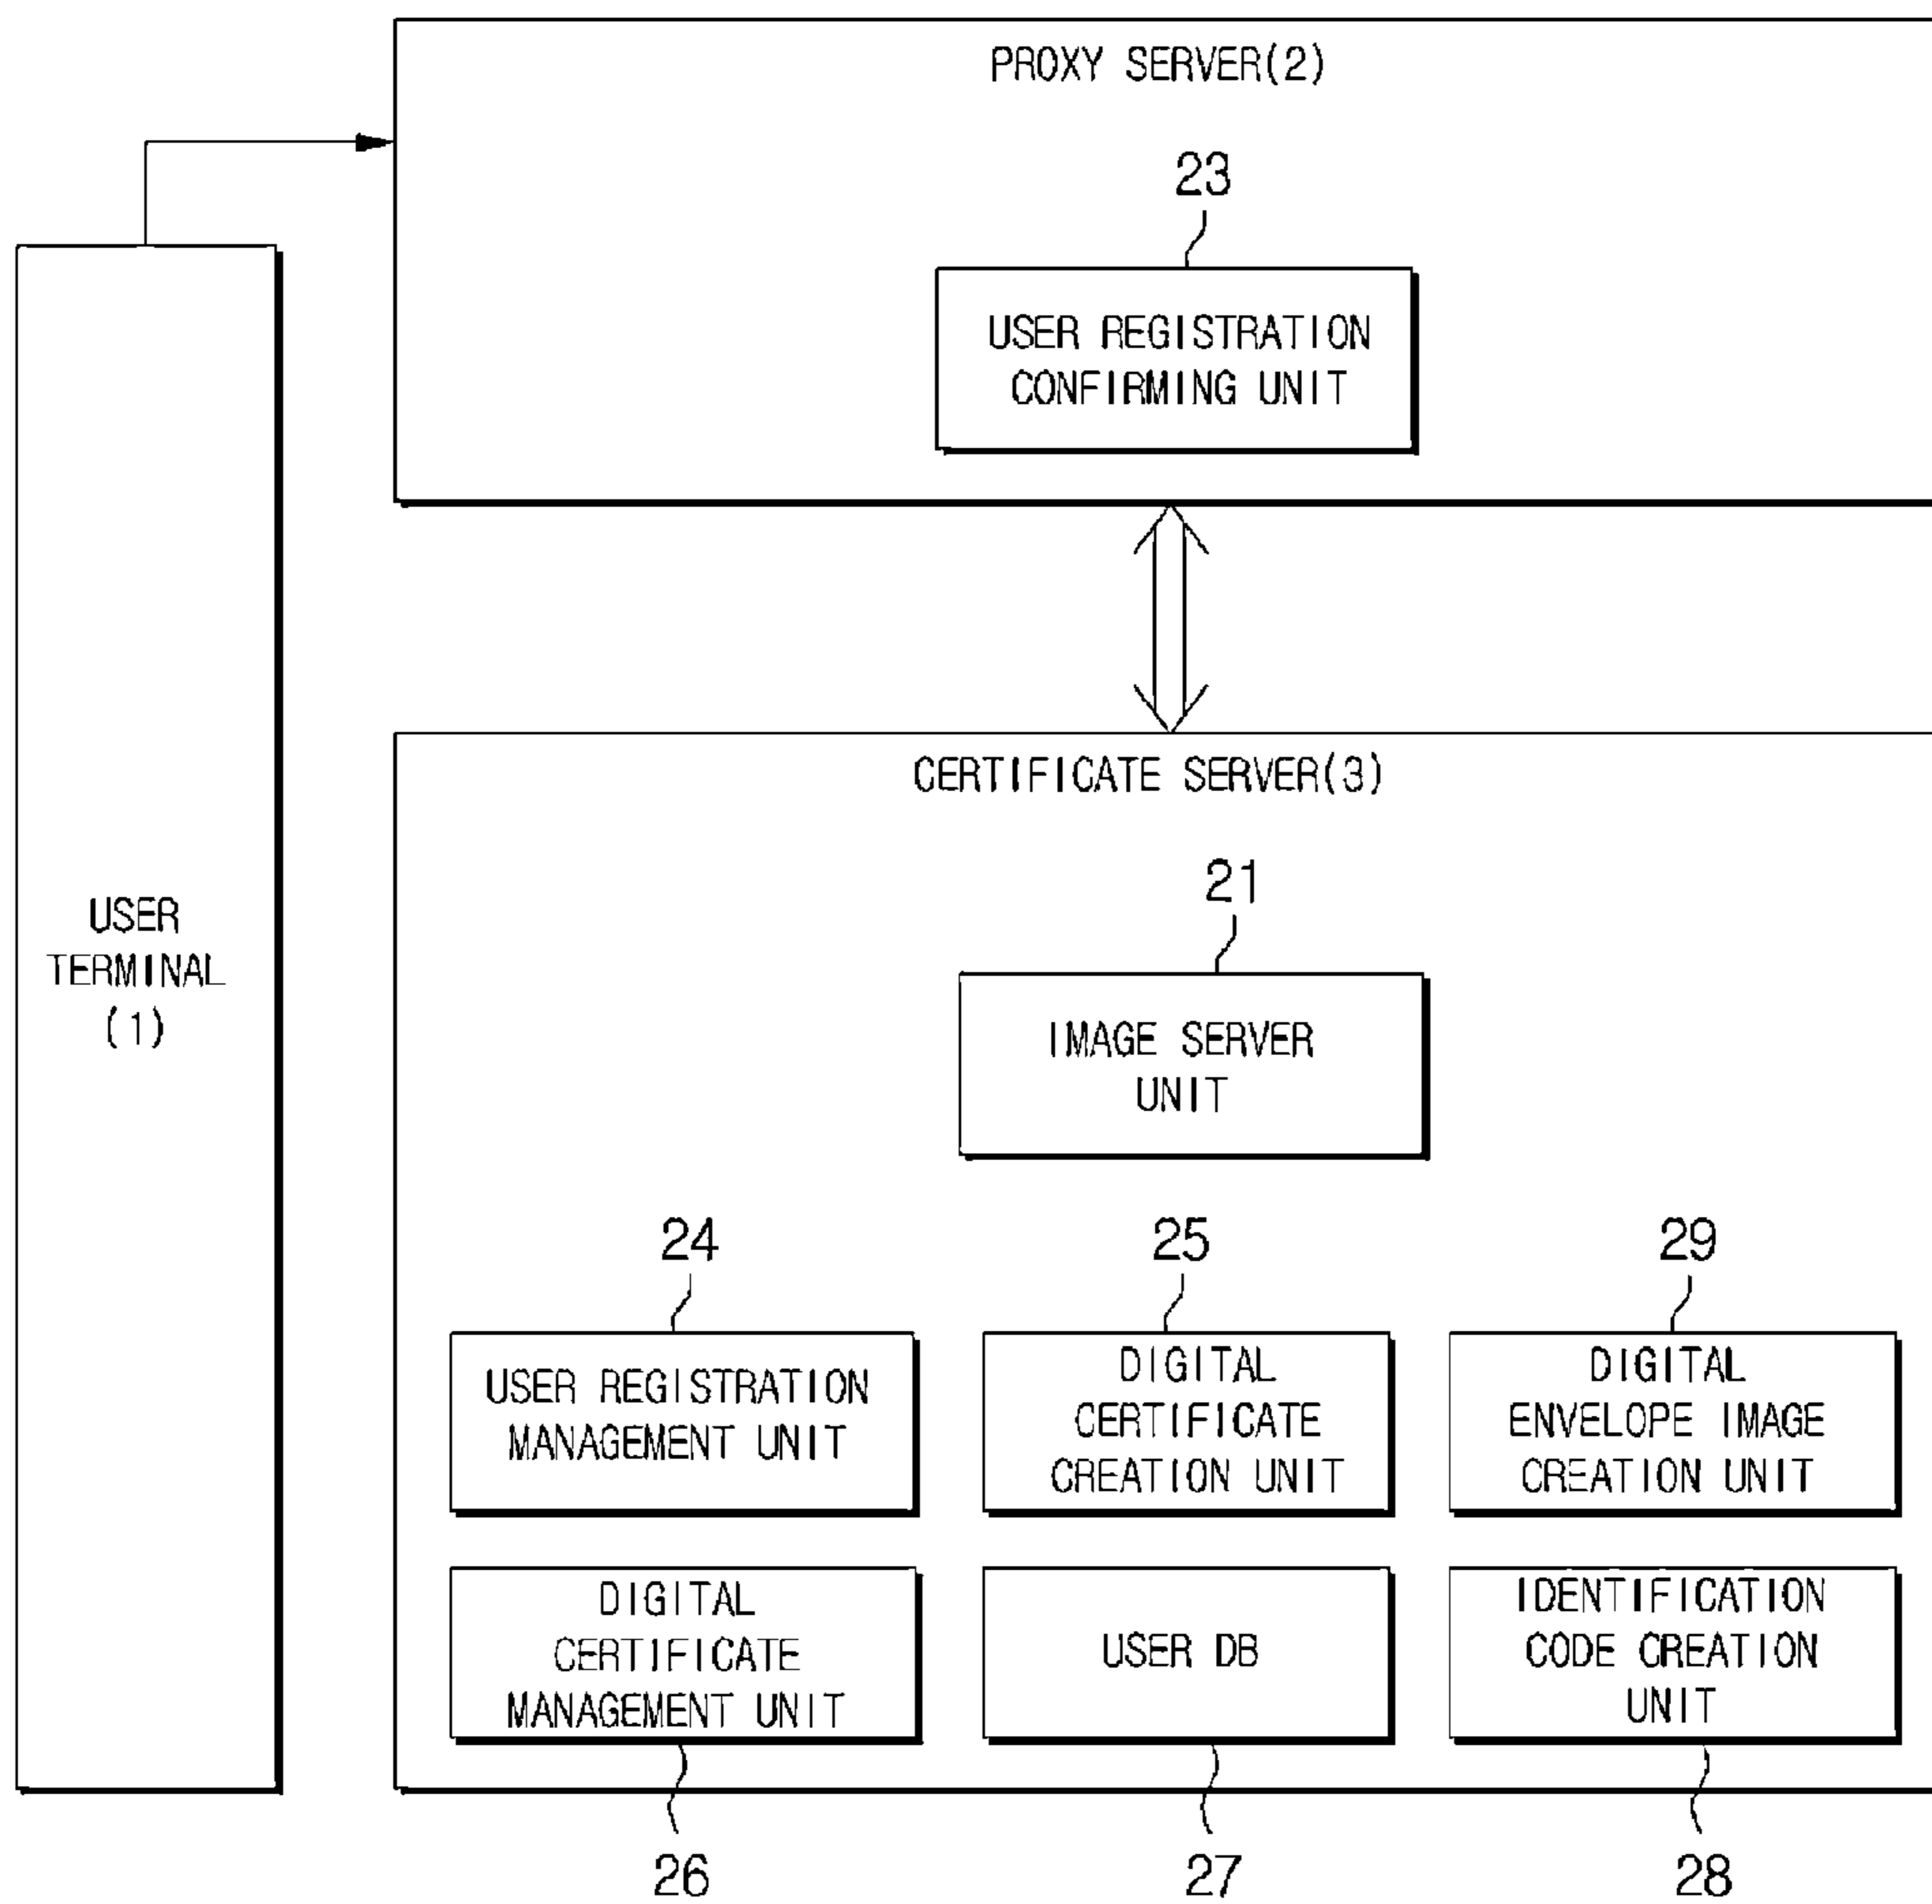 PROXY SERVER(2)
23
USER REGISTRATION
CONFIRMING UNIT
USER
TERMINAL
(1)
CERTIFICATE SERVER(3)
21
IMAGE SERVER
UNIT
24
USER REGISTRATION
MANAGEMENT UNIT
25
DIGITAL
CERTIFICATE
CREATION UNIT
29
DIGITAL
ENVELOPE IMAGE
CREATION UNIT
DIGITAL
CERTIFICATE
MANAGEMENT UNIT
26
USER DB
27
IDENTIFICATION
CODE CREATION
UNIT
28